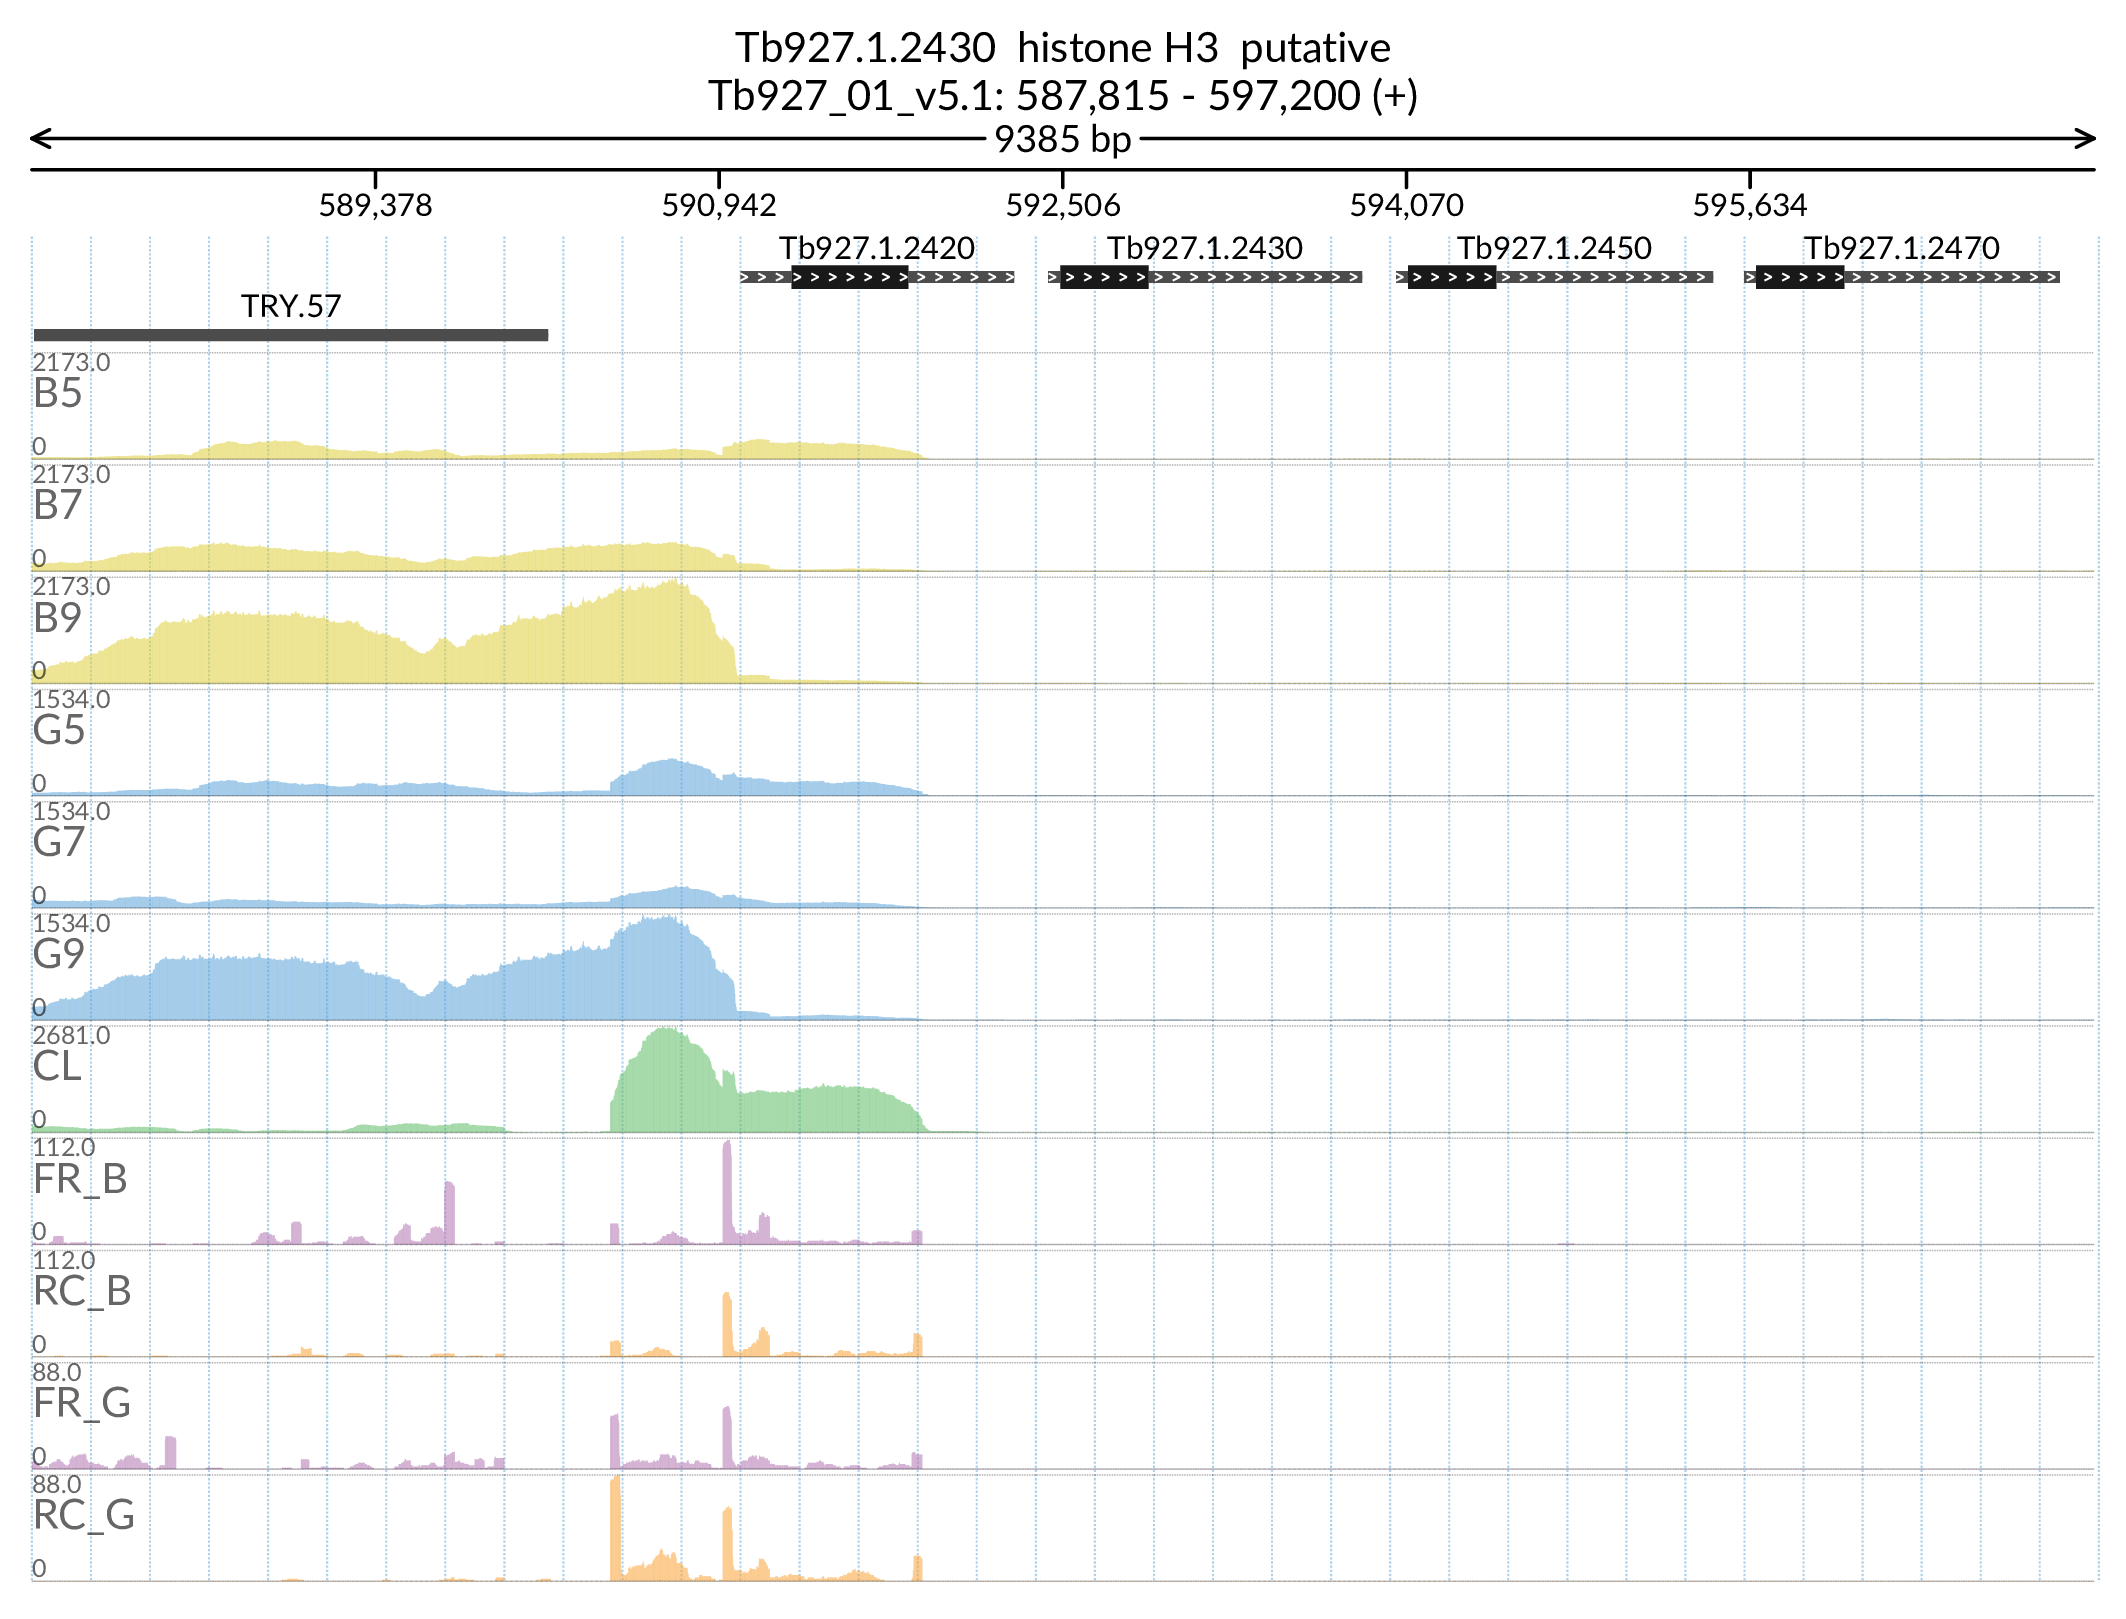 Tb927.1.2430  histone H3  putative
Tb927_01_v5.1: 587,815 - 597,200 (+)
9385 bp
589,378 590,942 592,506 594,070 595,634
Tb927.1.2420 Tb927.1.2430 Tb927.1.2450 Tb927.1.2470
TRY.57
2173.0
B5
0
2173.0
B7
0
2173.0
B9
0
1534.0
G5
0
1534.0
G7
0
1534.0
G9
0
2681.0
CL
0
112.0
FR_B
0
112.0
RC_B
0
88.0
FR_G
0
88.0
RC_G
0